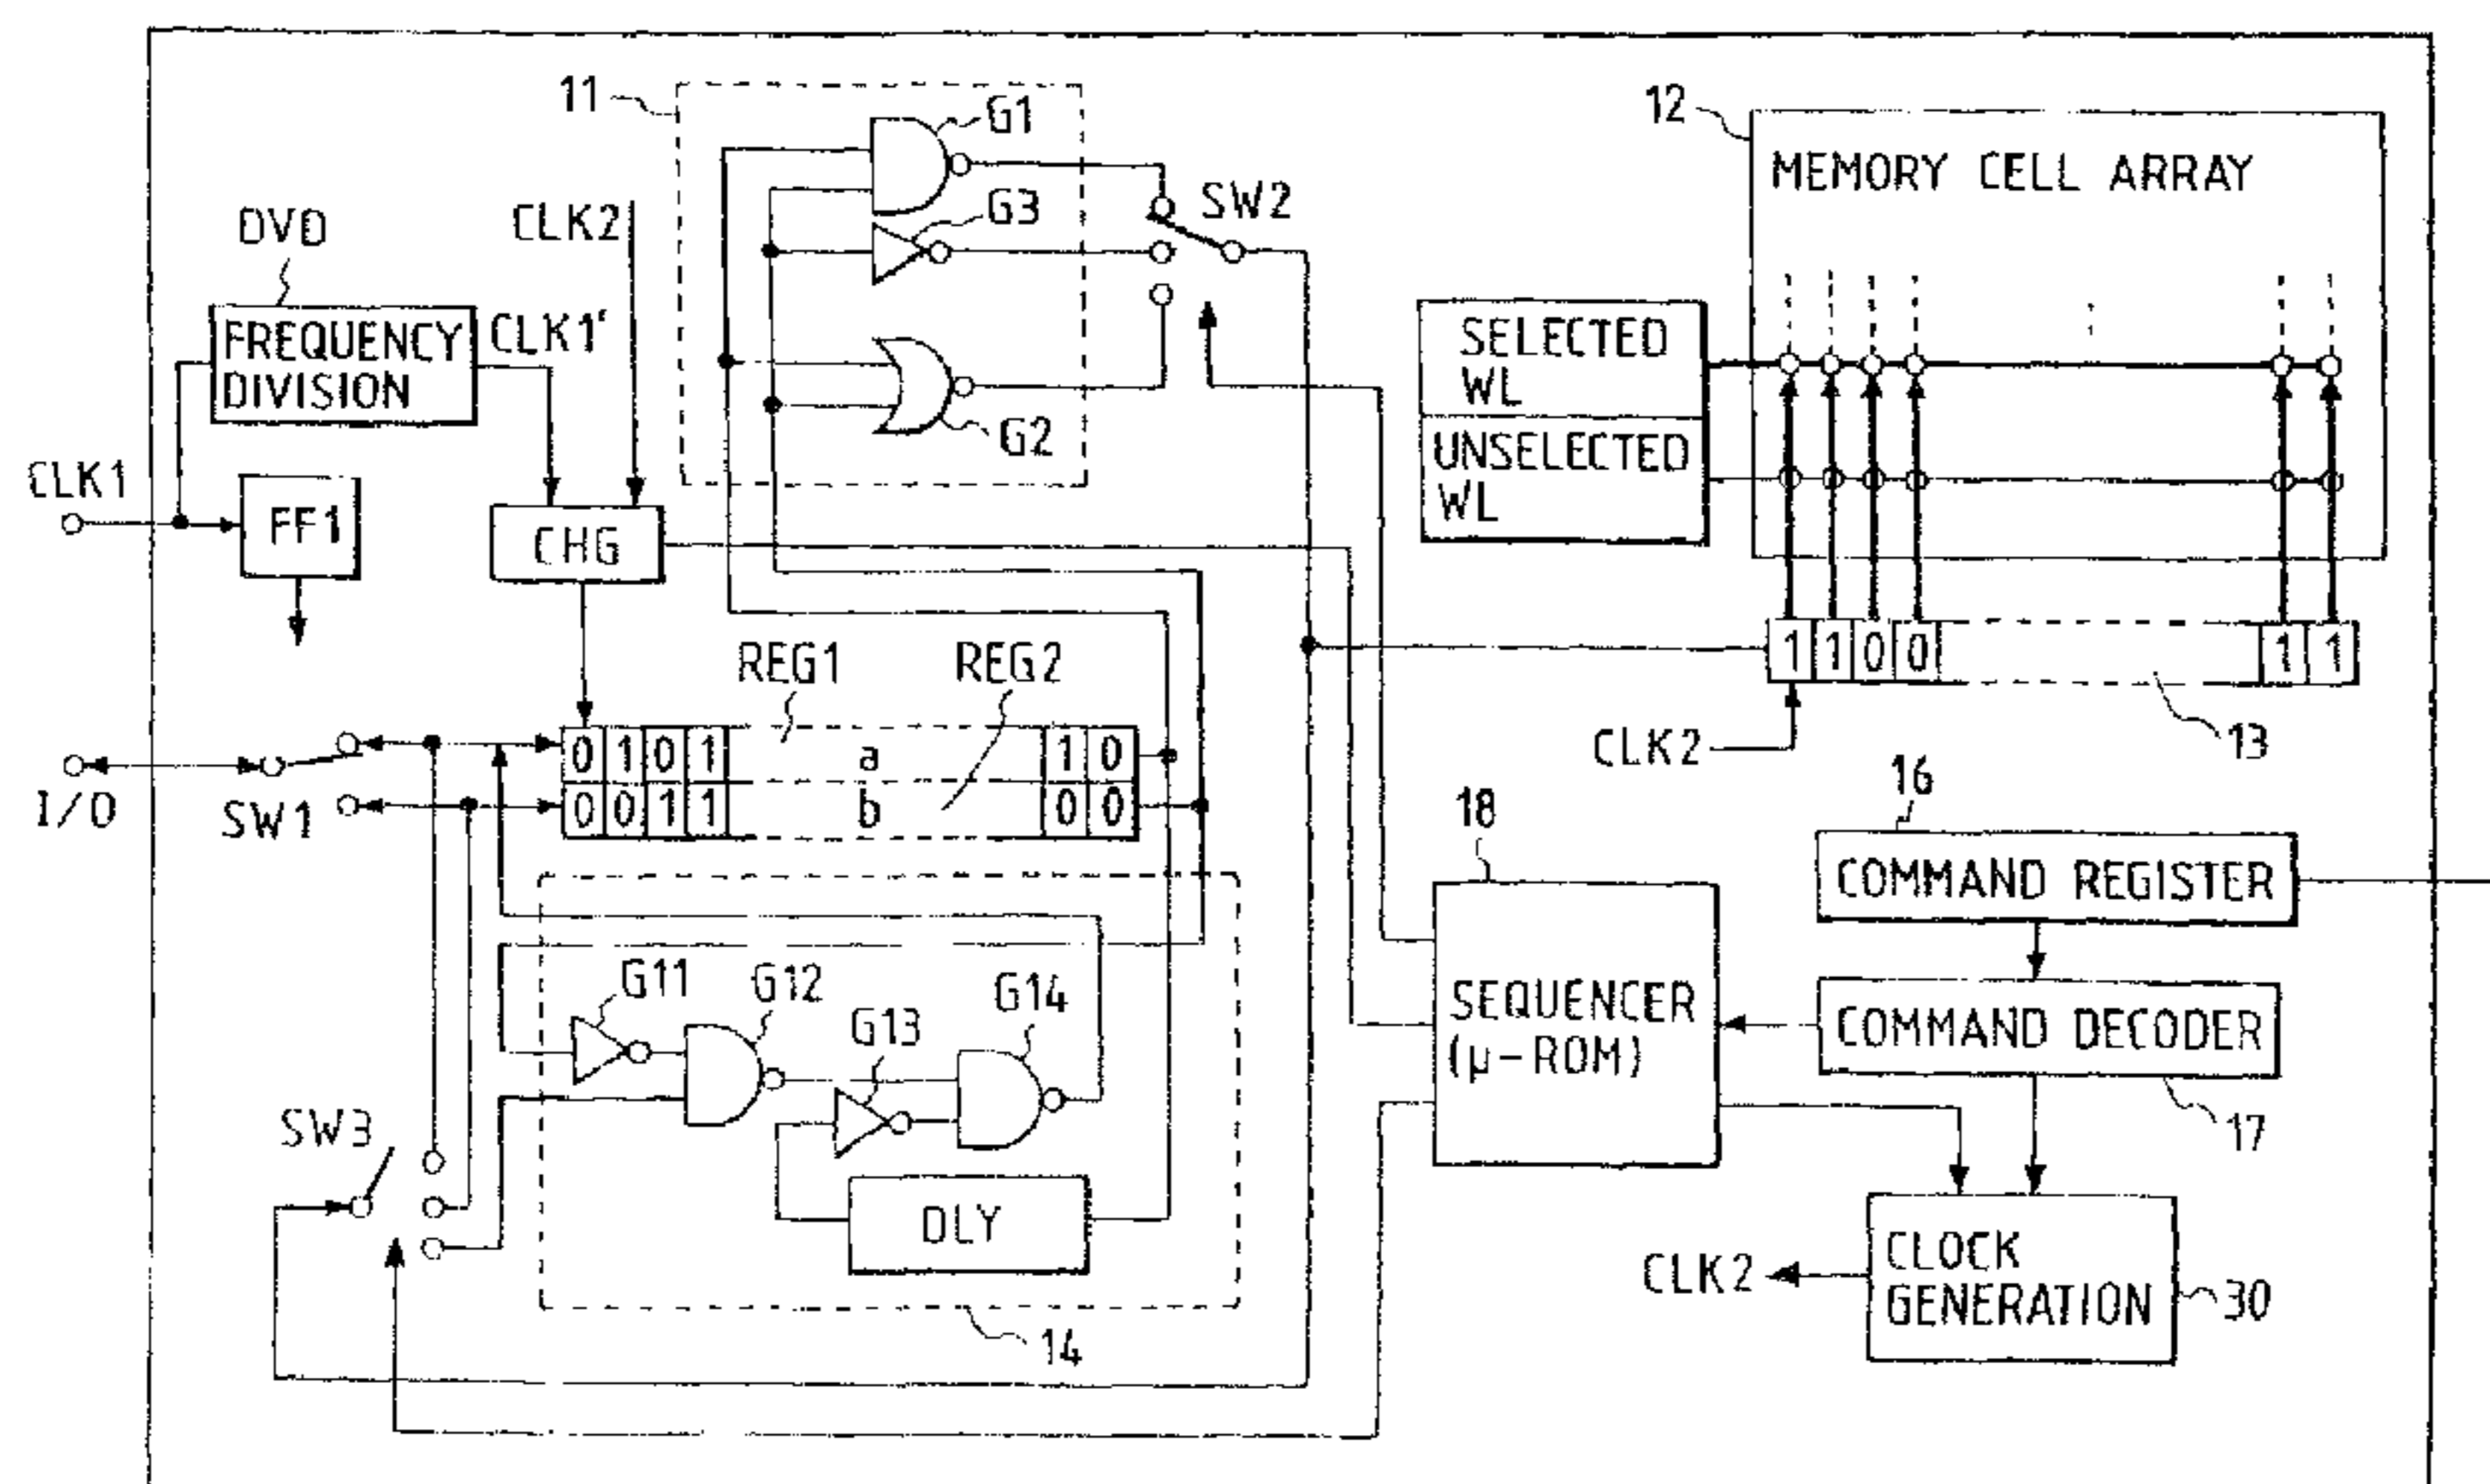 11
G1
12
MEMORY CELL ARRAY
DVD
CLK2
G3
SW2
FREQUENCY
DIVISION
CLK1'
SELECTED
WL
G2
UNSELECTED
WL
CLK1
FF1
CHG
REG1
REG2
1 1 0 0 1 1
13
CLK2
I/O
SW1
0 1 0 1 a 1 0
0 0 1 1 b 0 0
16
18
COMMAND REGISTER
G11
G12
G13
G14
SEQUENCER
(μ-ROM)
COMMAND DECODER
17
SW3
DLY
CLK2
CLOCK
GENERATION
30
14